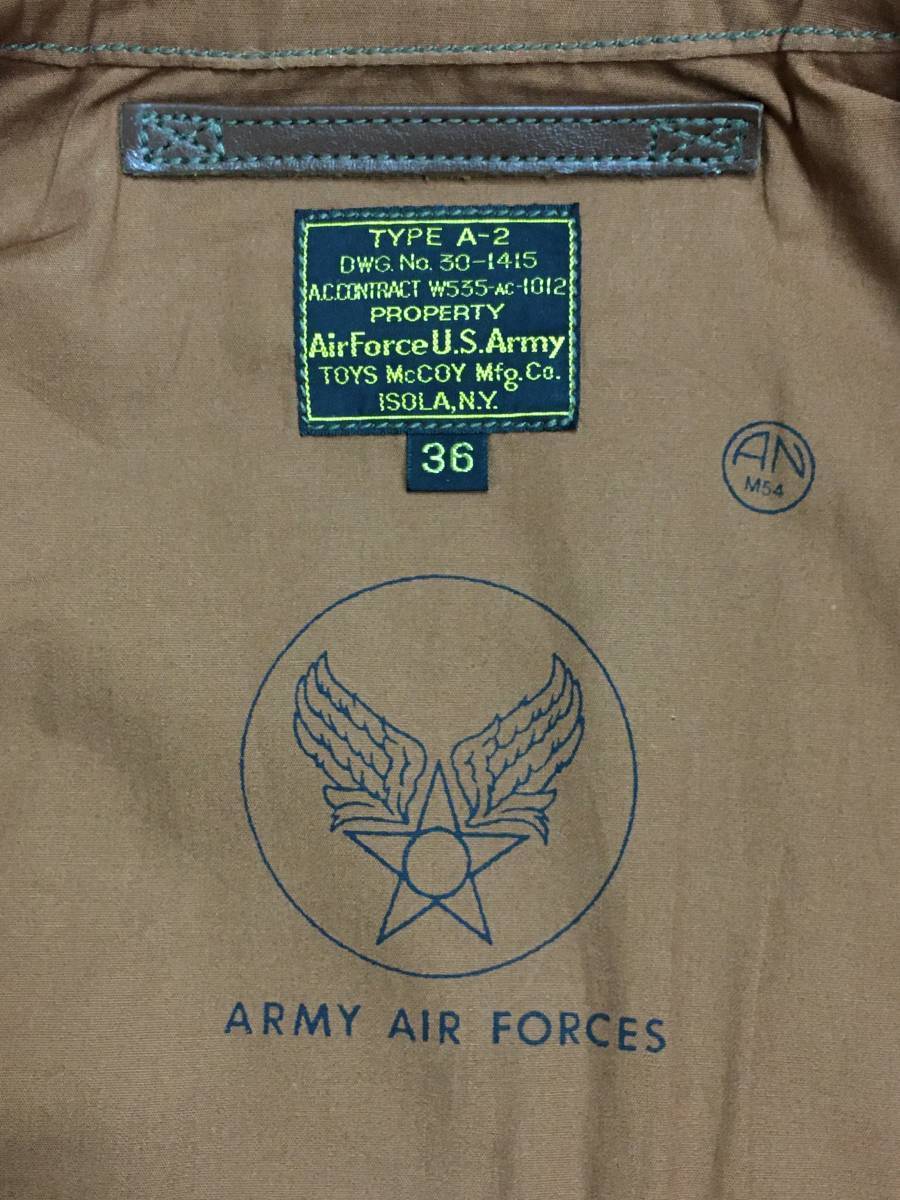 TYPE A-2
DWG. No. 30-1415
A.C.CONTRACT W535-AC-1012
PROPERTY
AirForce U.S.Army
TOYS McCOY Mfg.Co.
ISOLA, N.Y.
36
AN
M54
ARMY AIR FORCES